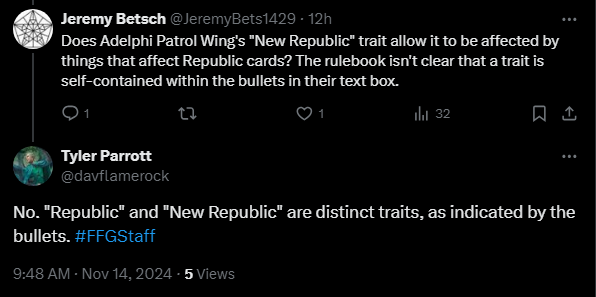 Jeremy Betsch @JeremyBets1429 · 12h
Does Adelphi Patrol Wing's "New Republic" trait allow it to be affected by
things that affect Republic cards? The rulebook isn't clear that a trait is
self-contained within the bullets in their text box.
1 1 32
Tyler Parrott
@davflamerock
No. "Republic" and "New Republic" are distinct traits, as indicated by the
bullets. #FFGStaff
9:48 AM · Nov 14, 2024 · 5 Views